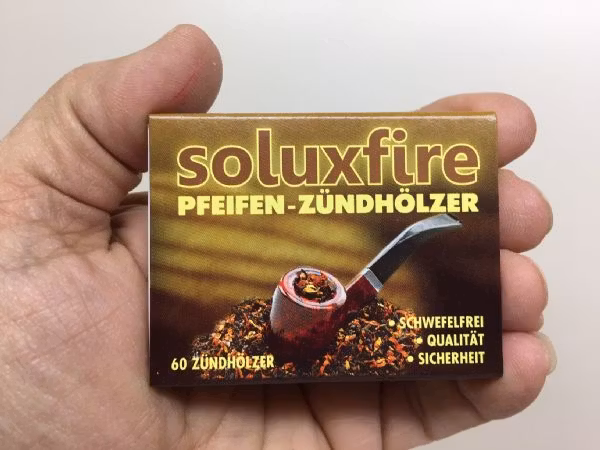 soluxfire
PFEIFEN-ZÜNDHÖLZER
• SCHWEFELFREI
• QUALITÄT
• SICHERHEIT
60 ZÜNDHÖLZER